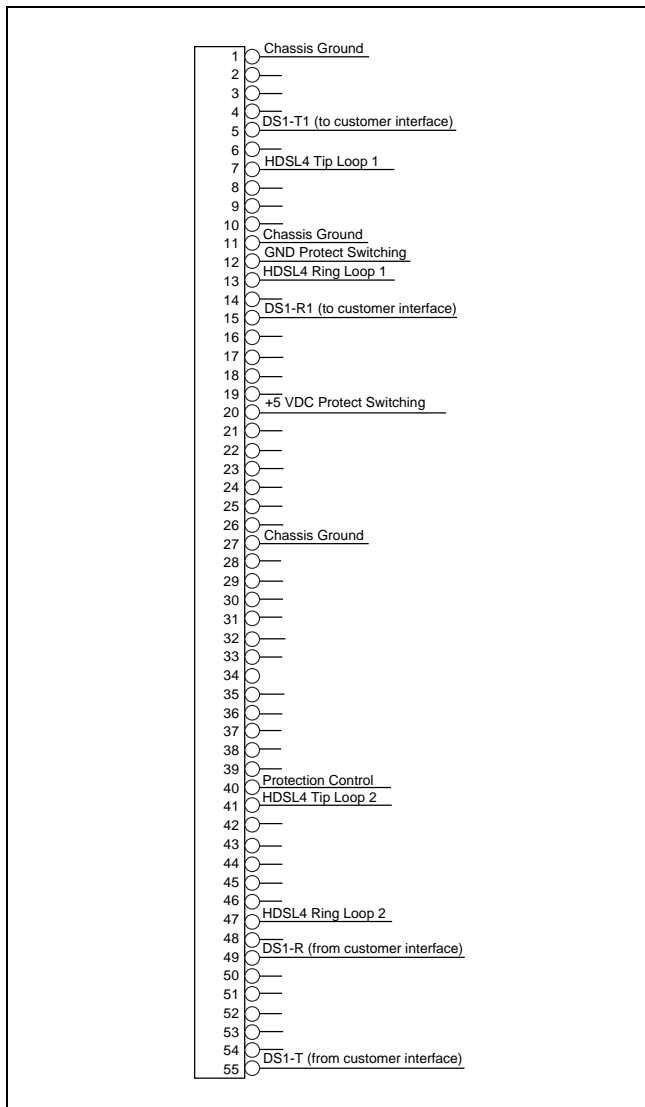 1 Chassis Ground
2
3
4
5 DS1-T1 (to customer interface)
6
7 HDSL4 Tip Loop 1
8
9
10
11 Chassis Ground
12 GND Protect Switching
13 HDSL4 Ring Loop 1
14
15 DS1-R1 (to customer interface)
16
17
18
19
20 +5 VDC Protect Switching
21
22
23
24
25
26
27 Chassis Ground
28
29
30
31
32
33
34
35
36
37
38
39
40 Protection Control
41 HDSL4 Tip Loop 2
42
43
44
45
46
47 HDSL4 Ring Loop 2
48
49 DS1-R (from customer interface)
50
51
52
53
54
55 DS1-T (from customer interface)